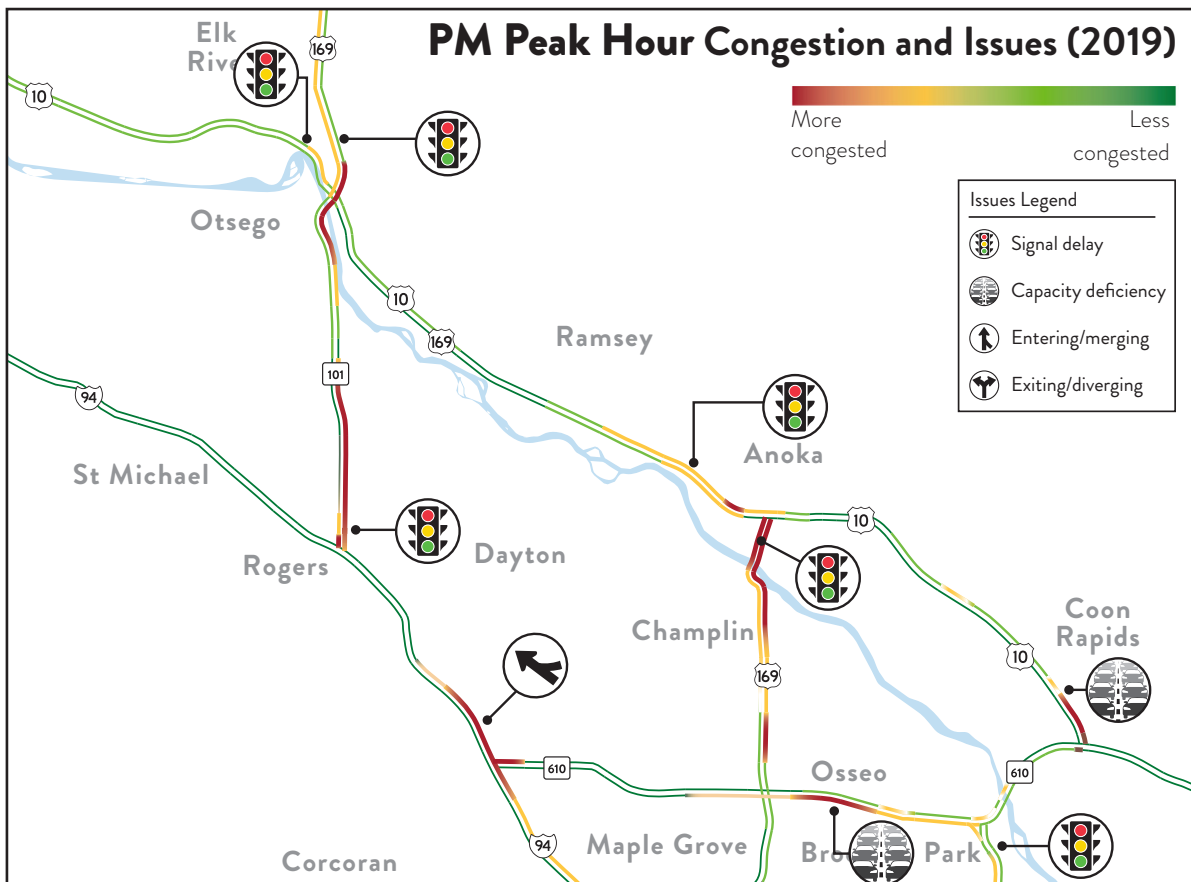 PM Peak Hour Congestion and Issues (2019)
More
congested
Less
congested
Issues Legend
Signal delay
Capacity deficiency
Entering/merging
Exiting/diverging
Elk
169
10
Otsego
10
169
Ramsey
101
94
St Michael
Anoka
10
Rogers
Dayton
Champlin
Coon
Rapids
10
169
610
Osseo
610
94
Maple Grove
Park
Corcoran